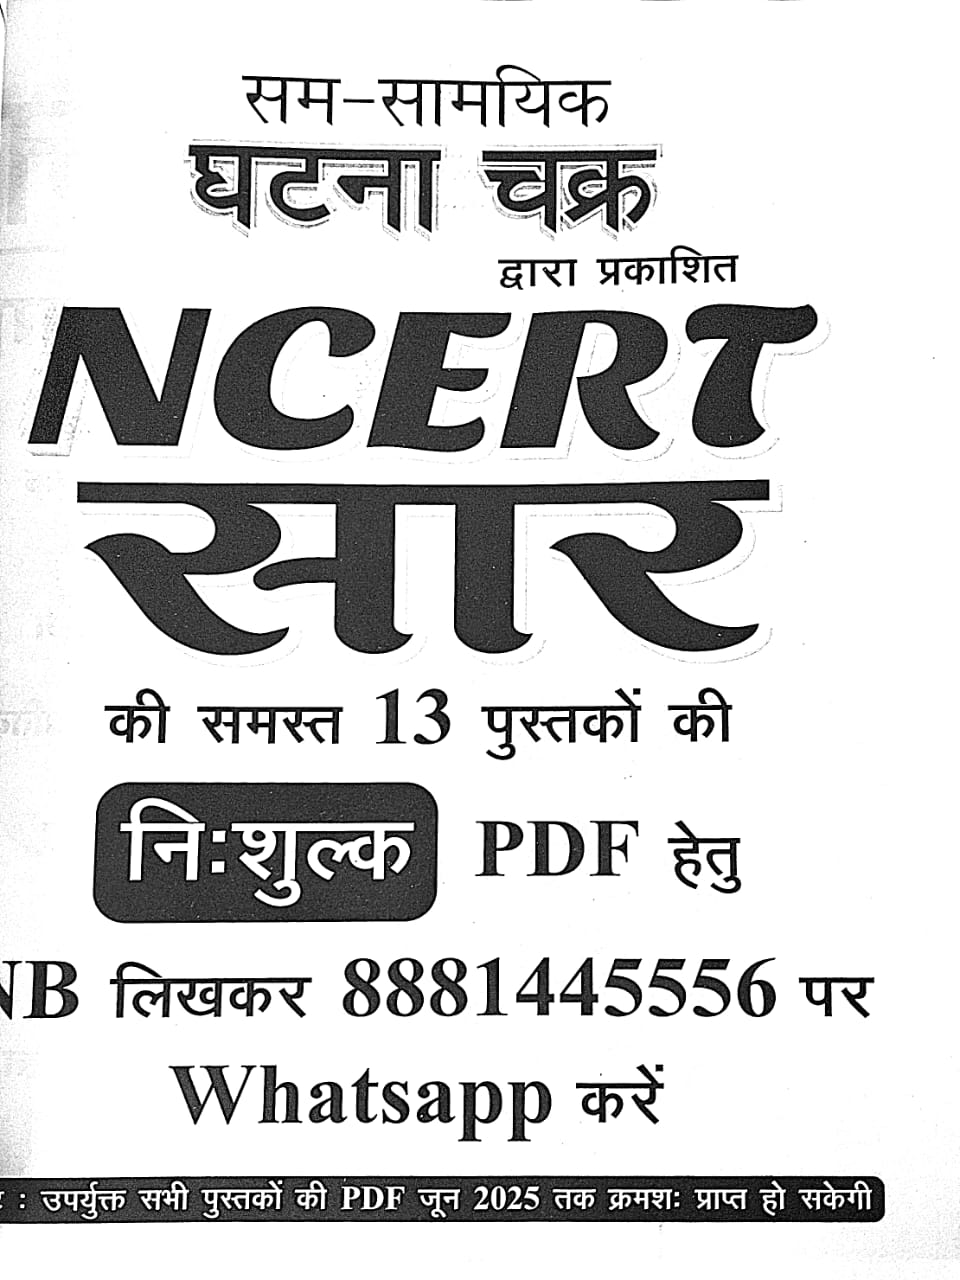 सम-सामयिक
घटना चक्र
द्वारा प्रकाशित
NCERT
सार
की समस्त 13 पुस्तकों की
निःशुल्क PDF हेतु
लिखकर 8881445556 पर
Whatsapp करें
: उपर्युक्त सभी पुस्तकों की PDF जून 2025 तक क्रमशः प्राप्त हो सकेगी